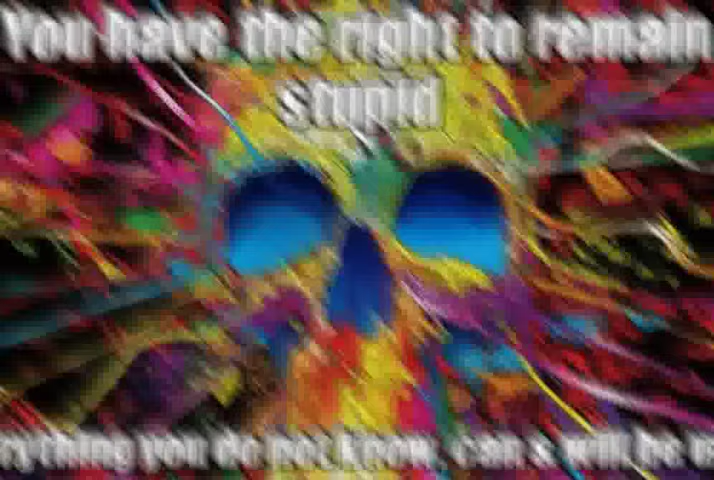 You have the right to remain
stupid
you do not know, can & will be